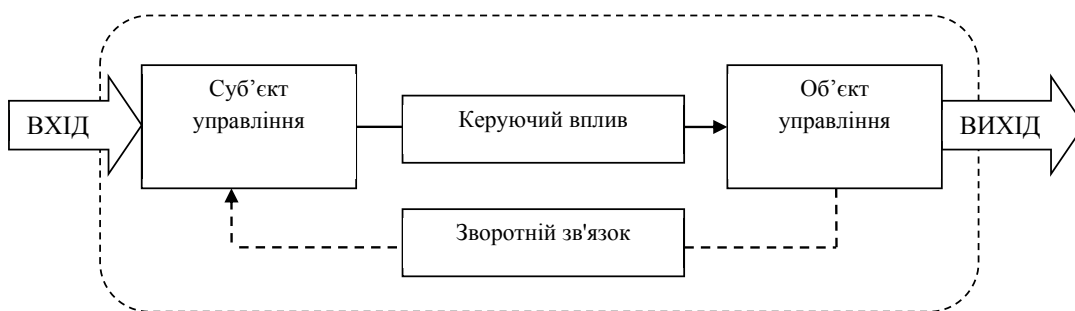 ВХІД
Суб’єкт
управління
Керуючий вплив
Об’єкт
управління
ВИХІД
Зворотній зв'язок